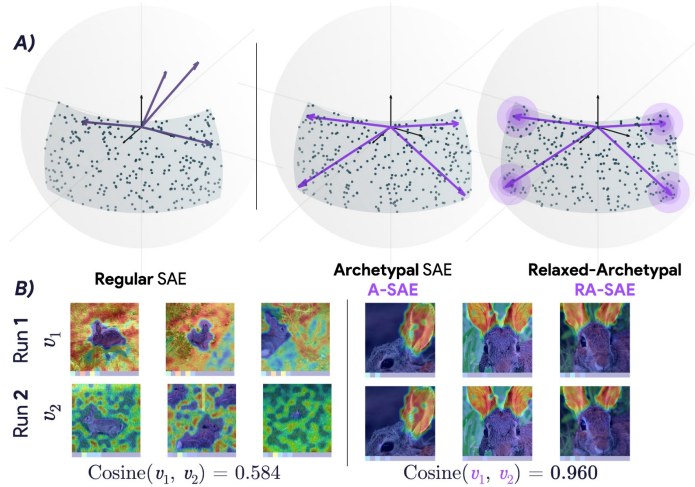 A)
Regular SAE
Archetypal SAE
A-SAE
Relaxed-Archetypal
RA-SAE
B)
Run 1
v₁
Run 2
v₂
Cosine(v₁, v₂) = 0.584
Cosine(v₁, v₂) = 0.960